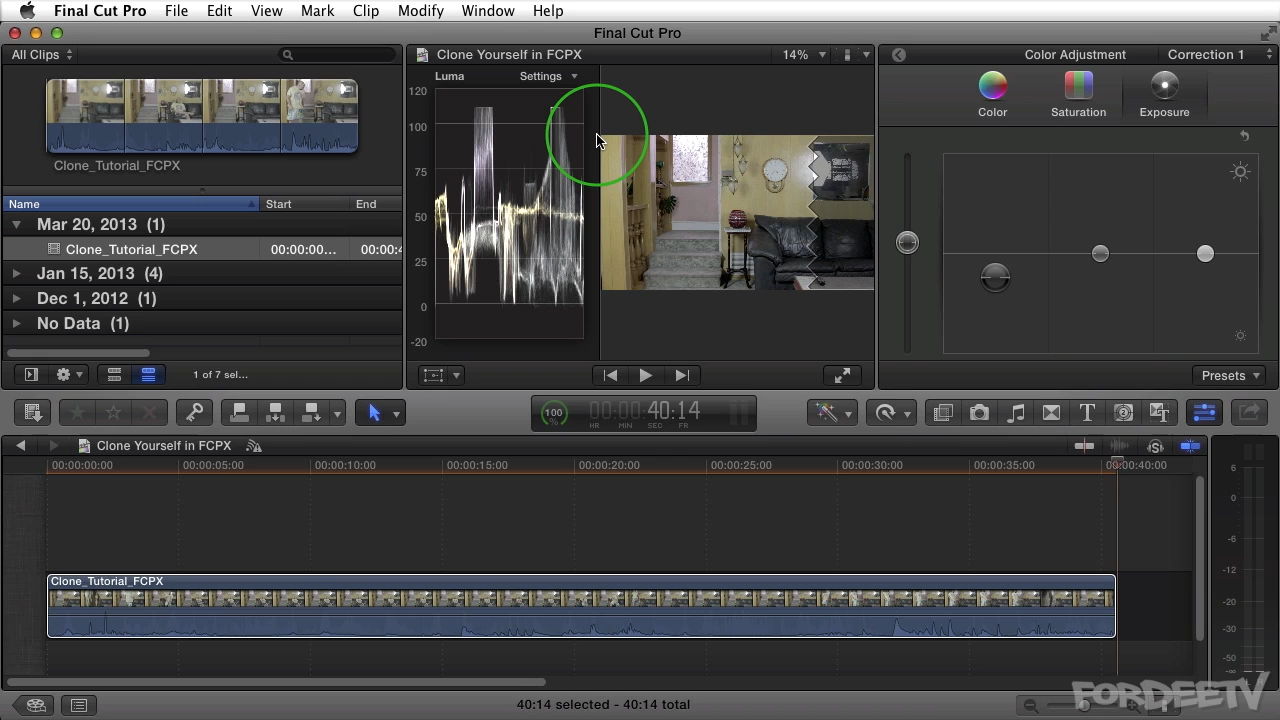 Final Cut Pro File Edit View Mark Clip Modify Window Help
Final Cut Pro
All Clips
Clone_Tutorial_FCPX
Name Start End
Mar 20, 2013 (1)
Clone_Tutorial_FCPX 00:00:00... 00:00:4
Jan 15, 2013 (4)
Dec 1, 2012 (1)
No Data (1)
1 of 7 sel...
Clone Yourself in FCPX 14%
Luma Settings
120
100
75
50
25
0
-20
Color Adjustment Correction 1
Color Saturation Exposure
Presets
100 % 00:00:40:14
HR MIN SEC FR
Clone Yourself in FCPX
00:00:00:00 00:00:05:00 00:00:10:00 00:00:15:00 00:00:20:00 00:00:25:00 00:00:30:00 00:00:35:00 00:00:40:00
Clone_Tutorial_FCPX
6
0
-6
-12
-20
-30
-50
40:14 selected - 40:14 total
FORDEETV